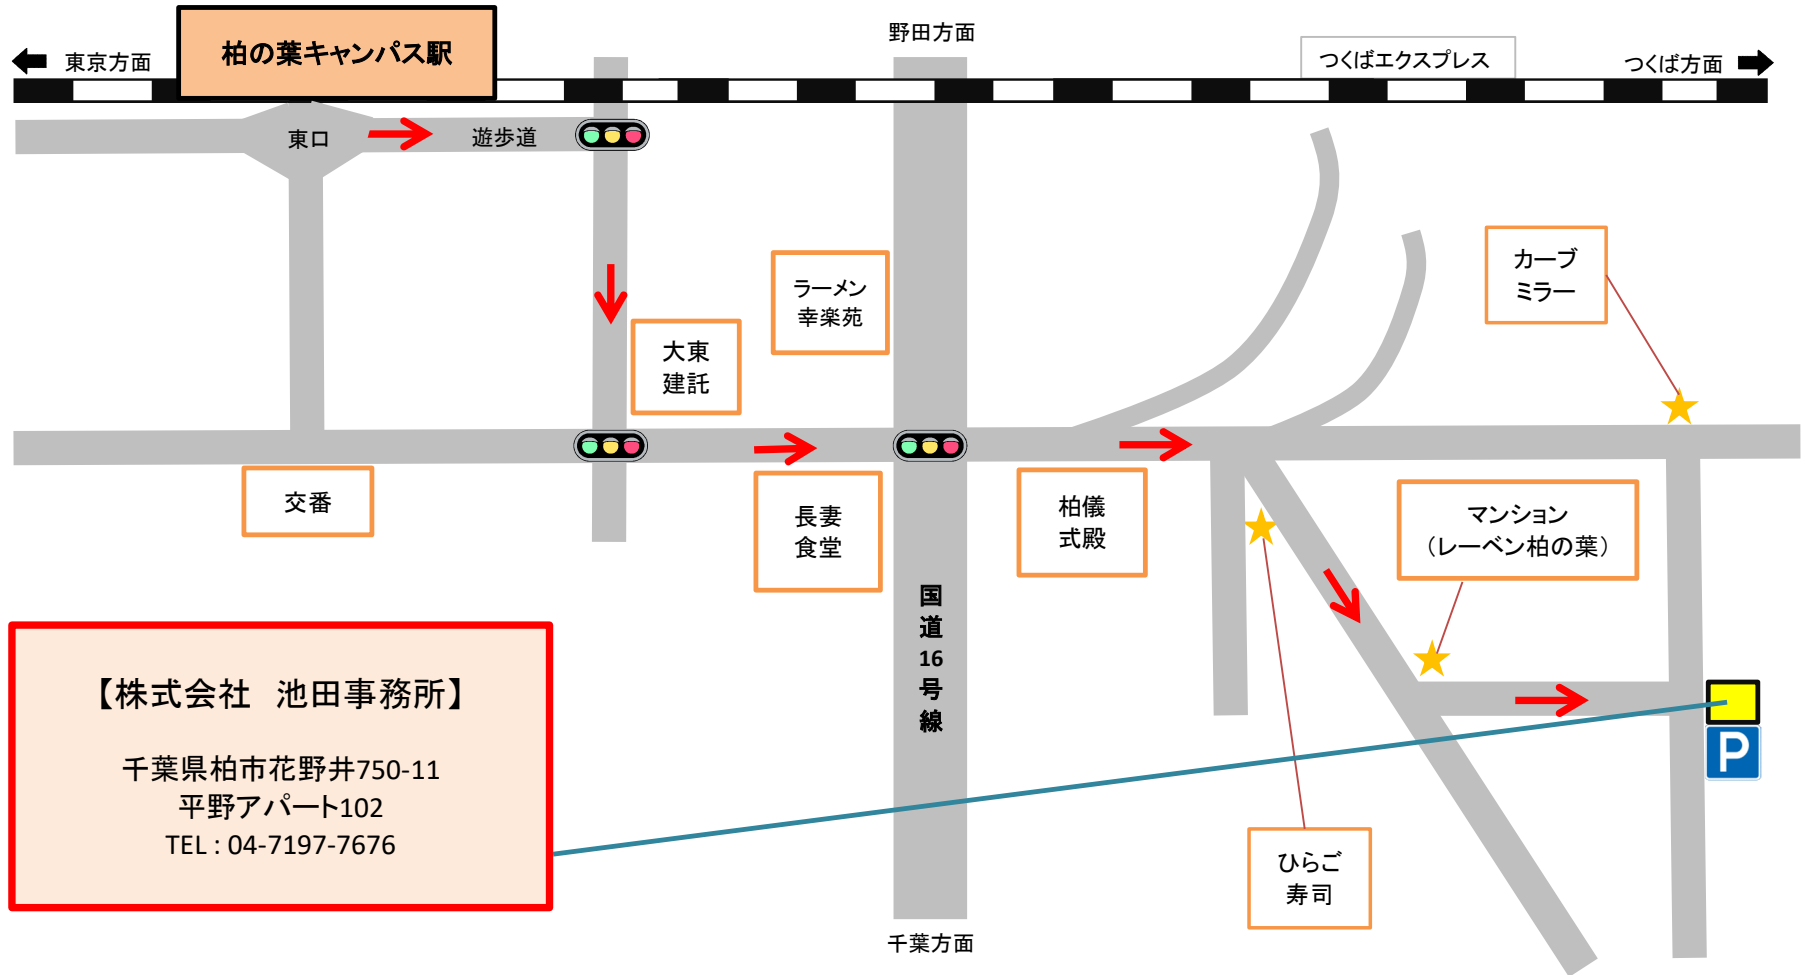 野田方面
柏の葉キャンパス駅
東京方面
つくばエクスプレス
つくば方面
東口
遊歩道
カーブ
ミラー
ラーメン
幸楽苑
大東
建託
交番
長妻
食堂
柏儀
式殿
マンション
（レーベン柏の葉）
国
道
16
号
線
【株式会社　池田事務所】
千葉県柏市花野井750-11
平野アパート102
TEL : 04-7197-7676
P
ひらご
寿司
千葉方面